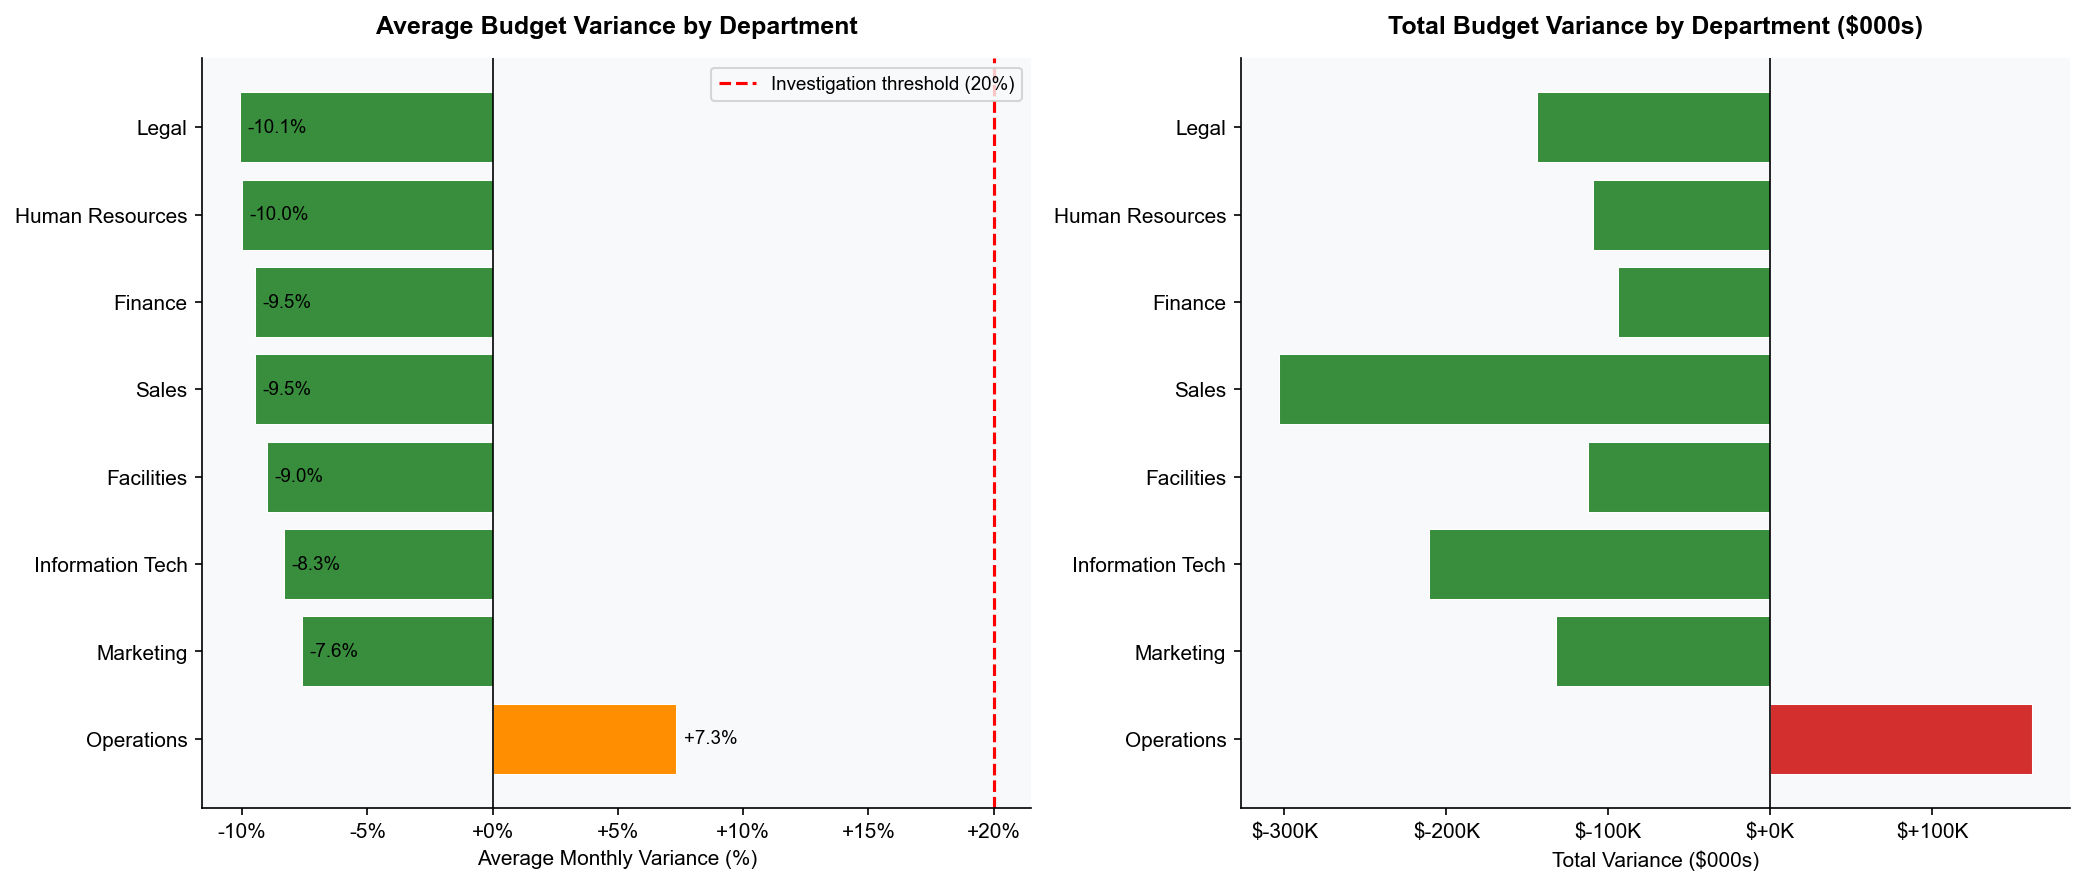 Average Budget Variance by Department
Investigation threshold (20%)
Legal
-10.1%
Human Resources
-10.0%
Finance
-9.5%
Sales
-9.5%
Facilities
-9.0%
Information Tech
-8.3%
Marketing
-7.6%
Operations
+7.3%
-10%
-5%
+0%
+5%
+10%
+15%
+20%
Average Monthly Variance (%)
Total Budget Variance by Department ($000s)
Legal
Human Resources
Finance
Sales
Facilities
Information Tech
Marketing
Operations
$-300K
$-200K
$-100K
$+0K
$+100K
Total Variance ($000s)